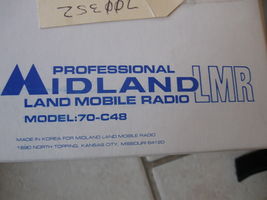 700352
PROFESSIONAL
MIDLAND LMR
LAND MOBILE RADIO
MODEL:70-C48
MADE IN KOREA FOR MIDLAND LAND MOBILE RADIO
1690 NORTH TOPPING, KANSAS CITY, MISSOURI 64120